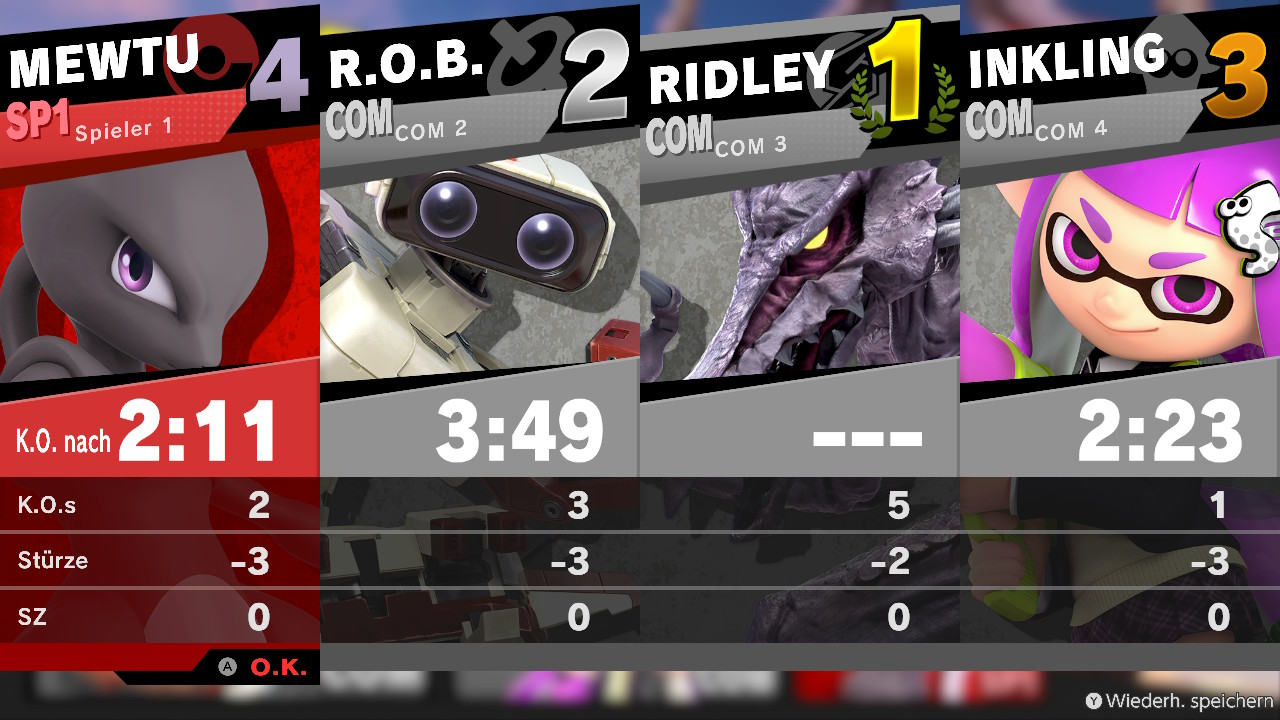 MEWTU 4
SP1 Spieler 1
R.O.B. 2
COM COM 2
RIDLEY 1
COM COM 3
INKLING 3
COM COM 4
K.O. nach 2:11 3:49 --- 2:23
K.O.s 2 3 5 1
Stürze -3 -3 -2 -3
SZ 0 0 0 0
A O.K.
Y Wiederh. speichern